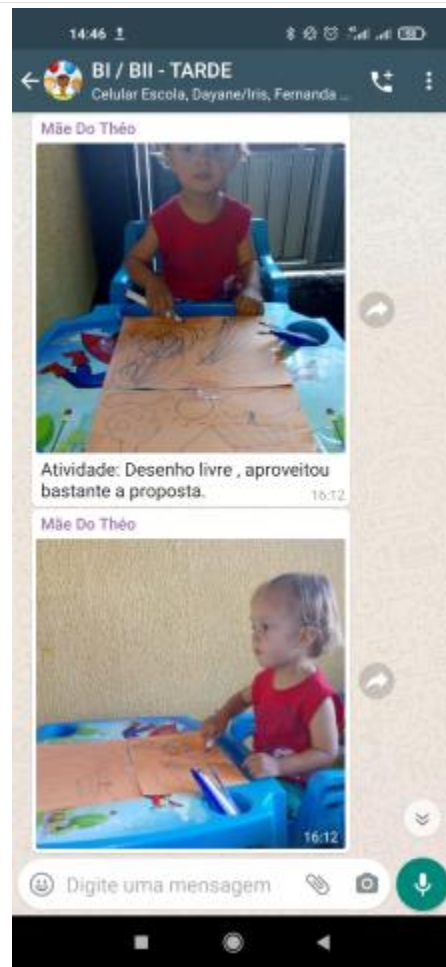 14:46
BI / BII - TARDE
Celular Escola, Dayane/Iris, Fernanda ...
Mãe Do Théo
Atividade: Desenho livre , aproveitou
bastante a proposta.
16:12
Mãe Do Théo
16:12
Digite uma mensagem